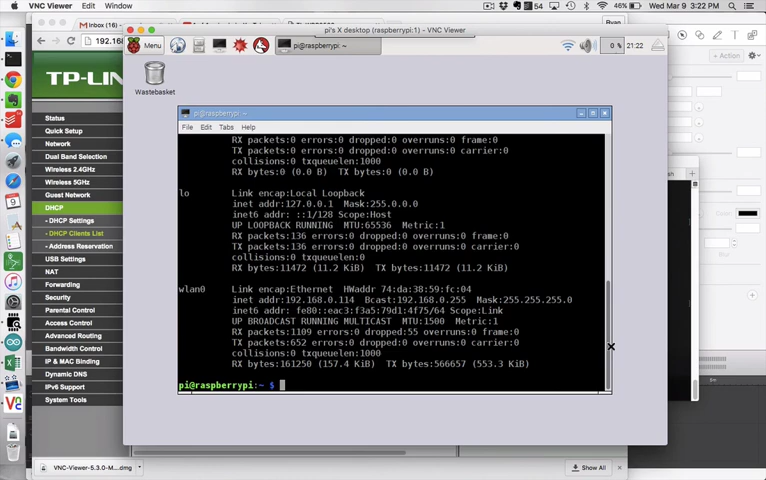 VNC Viewer Help Window
54
46%
Wed Mar 9 3:22 PM
Inbox (16)
Ryan
192.16
pi's X desktop (raspberrypi:1) - VNC Viewer
Menu
pi@raspberrypi: ~
0 %
21:22
+ Action
TP-LIN
Wastebasket
pi@raspberrypi: ~
File Edit Tabs Help
Status
Quick Setup
Network
Dual Band Selection
Wireless 2.4GHz
Wireless 5GHz
Guest Network
DHCP
- DHCP Settings
- DHCP Clients List
- Address Reservation
USB Settings
NAT
Forwarding
Security
Parental Control
Access Control
Advanced Routing
Bandwidth Control
IP & MAC Binding
Dynamic DNS
IPv6 Support
System Tools
RX packets:0 errors:0 dropped:0 overruns:0 frame:0
TX packets:0 errors:0 dropped:0 overruns:0 carrier:0
collisions:0 txqueuelen:1000
RX bytes:0 (0.0 B) TX bytes:0 (0.0 B)
lo Link encap:Local Loopback
inet addr:127.0.0.1 Mask:255.0.0.0
inet6 addr: ::1/128 Scope:Host
UP LOOPBACK RUNNING MTU:65536 Metric:1
RX packets:136 errors:0 dropped:0 overruns:0 frame:0
TX packets:136 errors:0 dropped:0 overruns:0 carrier:0
collisions:0 txqueuelen:0
RX bytes:11472 (11.2 KiB) TX bytes:11472 (11.2 KiB)
wlan0 Link encap:Ethernet HWaddr 74:da:38:59:fc:04
inet addr:192.168.0.114 Bcast:192.168.0.255 Mask:255.255.255.0
inet6 addr: fe80::eac3:f3a5:79d1:4f75/64 Scope:Link
UP BROADCAST RUNNING MULTICAST MTU:1500 Metric:1
RX packets:1109 errors:0 dropped:55 overruns:0 frame:0
TX packets:652 errors:0 dropped:0 overruns:0 carrier:0
collisions:0 txqueuelen:1000
RX bytes:161250 (157.4 KiB) TX bytes:566657 (553.3 KiB)
pi@raspberrypi:~ $
VNC-Viewer-5.3.0-M....dmg
Show All